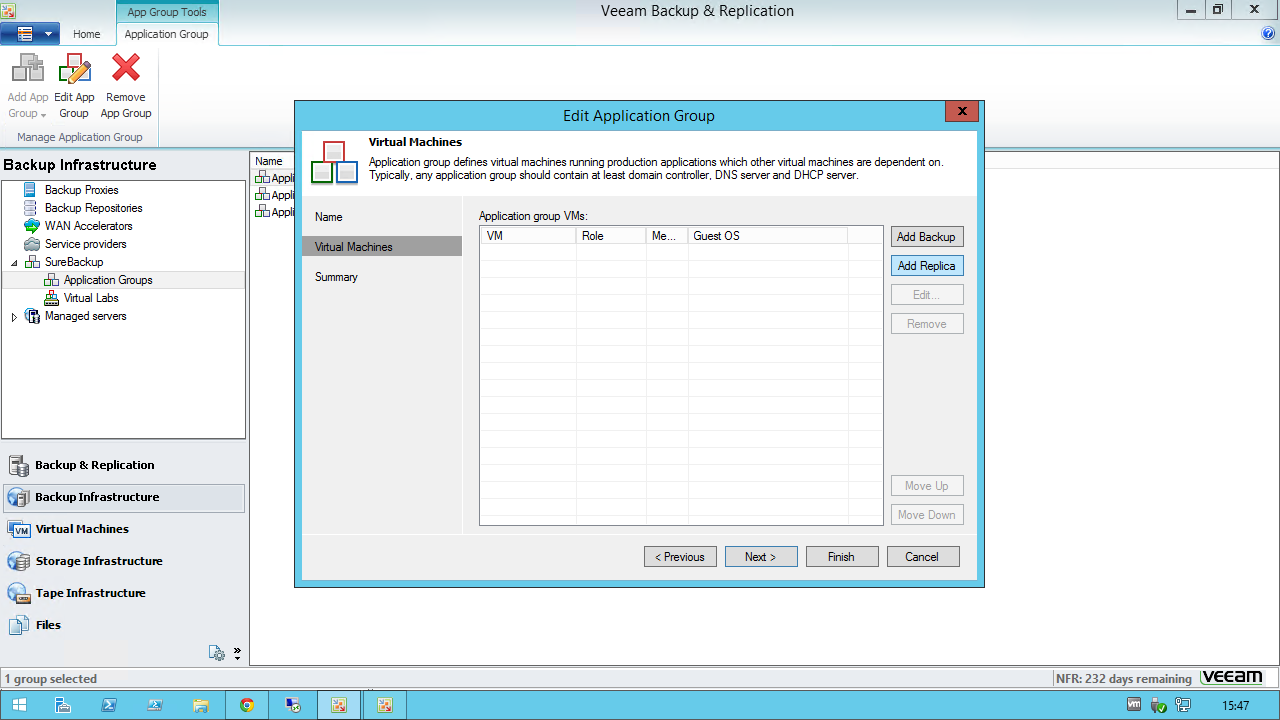 App Group Tools
Veeam Backup & Replication
Home
Application Group
Add App Group
Edit App Group
Remove App Group
Manage Application Group
Backup Infrastructure
Backup Proxies
Backup Repositories
WAN Accelerators
Service providers
SureBackup
Application Groups
Virtual Labs
Managed servers
Backup & Replication
Backup Infrastructure
Virtual Machines
Storage Infrastructure
Tape Infrastructure
Files
Name
Appli
Appli
Appli
Edit Application Group
Virtual Machines
Application group defines virtual machines running production applications which other virtual machines are dependent on.
Typically, any application group should contain at least domain controller, DNS server and DHCP server.
Name
Virtual Machines
Summary
Application group VMs:
VM Role Me... Guest OS
Add Backup
Add Replica
Edit...
Remove
Move Up
Move Down
< Previous Next > Finish Cancel
1 group selected
NFR: 232 days remaining
veeam
vm
15:47